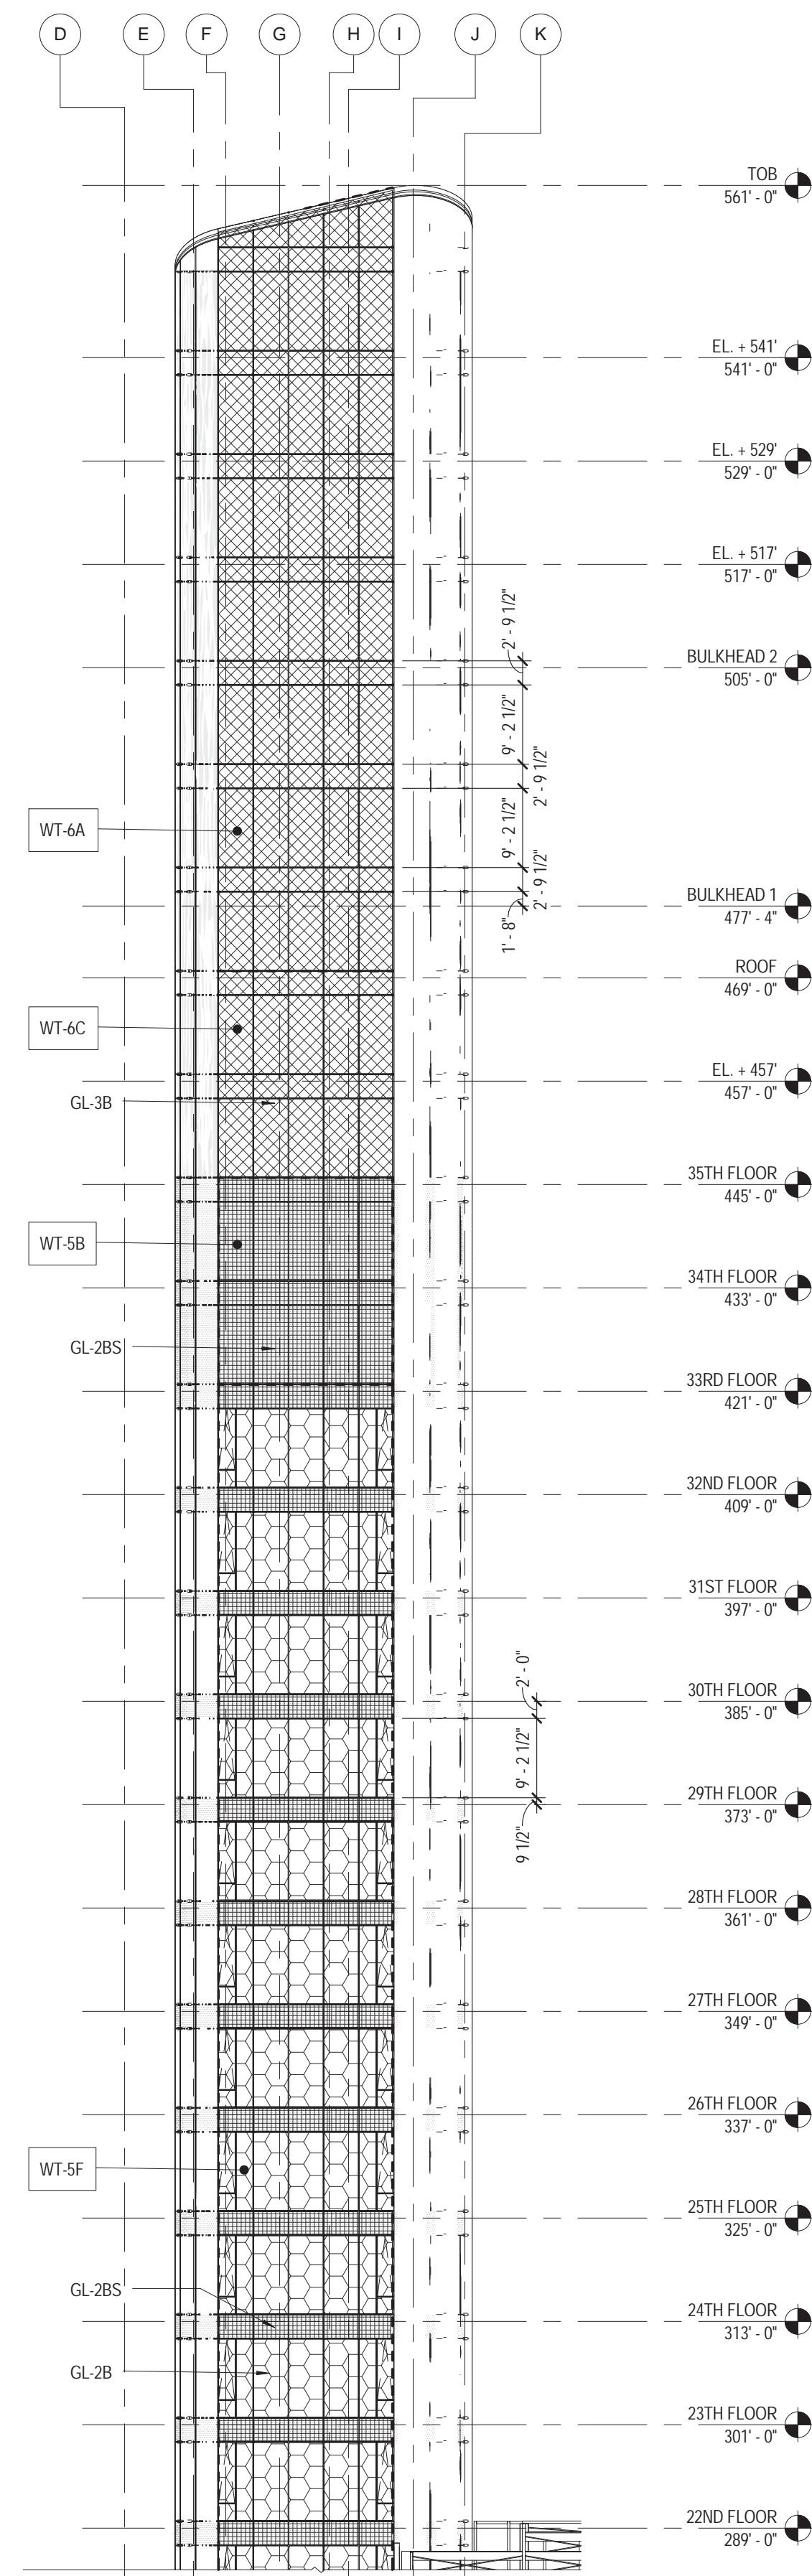 D E F G H I J K
TOB
561' - 0"
EL. + 541'
541' - 0"
EL. + 529'
529' - 0"
EL. + 517'
517' - 0"
2' - 9 1/2"
BULKHEAD 2
505' - 0"
9' - 2 1/2"
2' - 9 1/2"
WT-6A
9' - 2 1/2"
2' - 9 1/2"
1' - 8"
BULKHEAD 1
477' - 4"
ROOF
469' - 0"
WT-6C
EL. + 457'
457' - 0"
GL-3B
35TH FLOOR
445' - 0"
WT-5B
34TH FLOOR
433' - 0"
GL-2BS
33RD FLOOR
421' - 0"
32ND FLOOR
409' - 0"
31ST FLOOR
397' - 0"
2' - 0"
30TH FLOOR
385' - 0"
9' - 2 1/2"
29TH FLOOR
373' - 0"
9 1/2"
28TH FLOOR
361' - 0"
27TH FLOOR
349' - 0"
26TH FLOOR
337' - 0"
WT-5F
25TH FLOOR
325' - 0"
GL-2BS
24TH FLOOR
313' - 0"
GL-2B
23TH FLOOR
301' - 0"
22ND FLOOR
289' - 0"